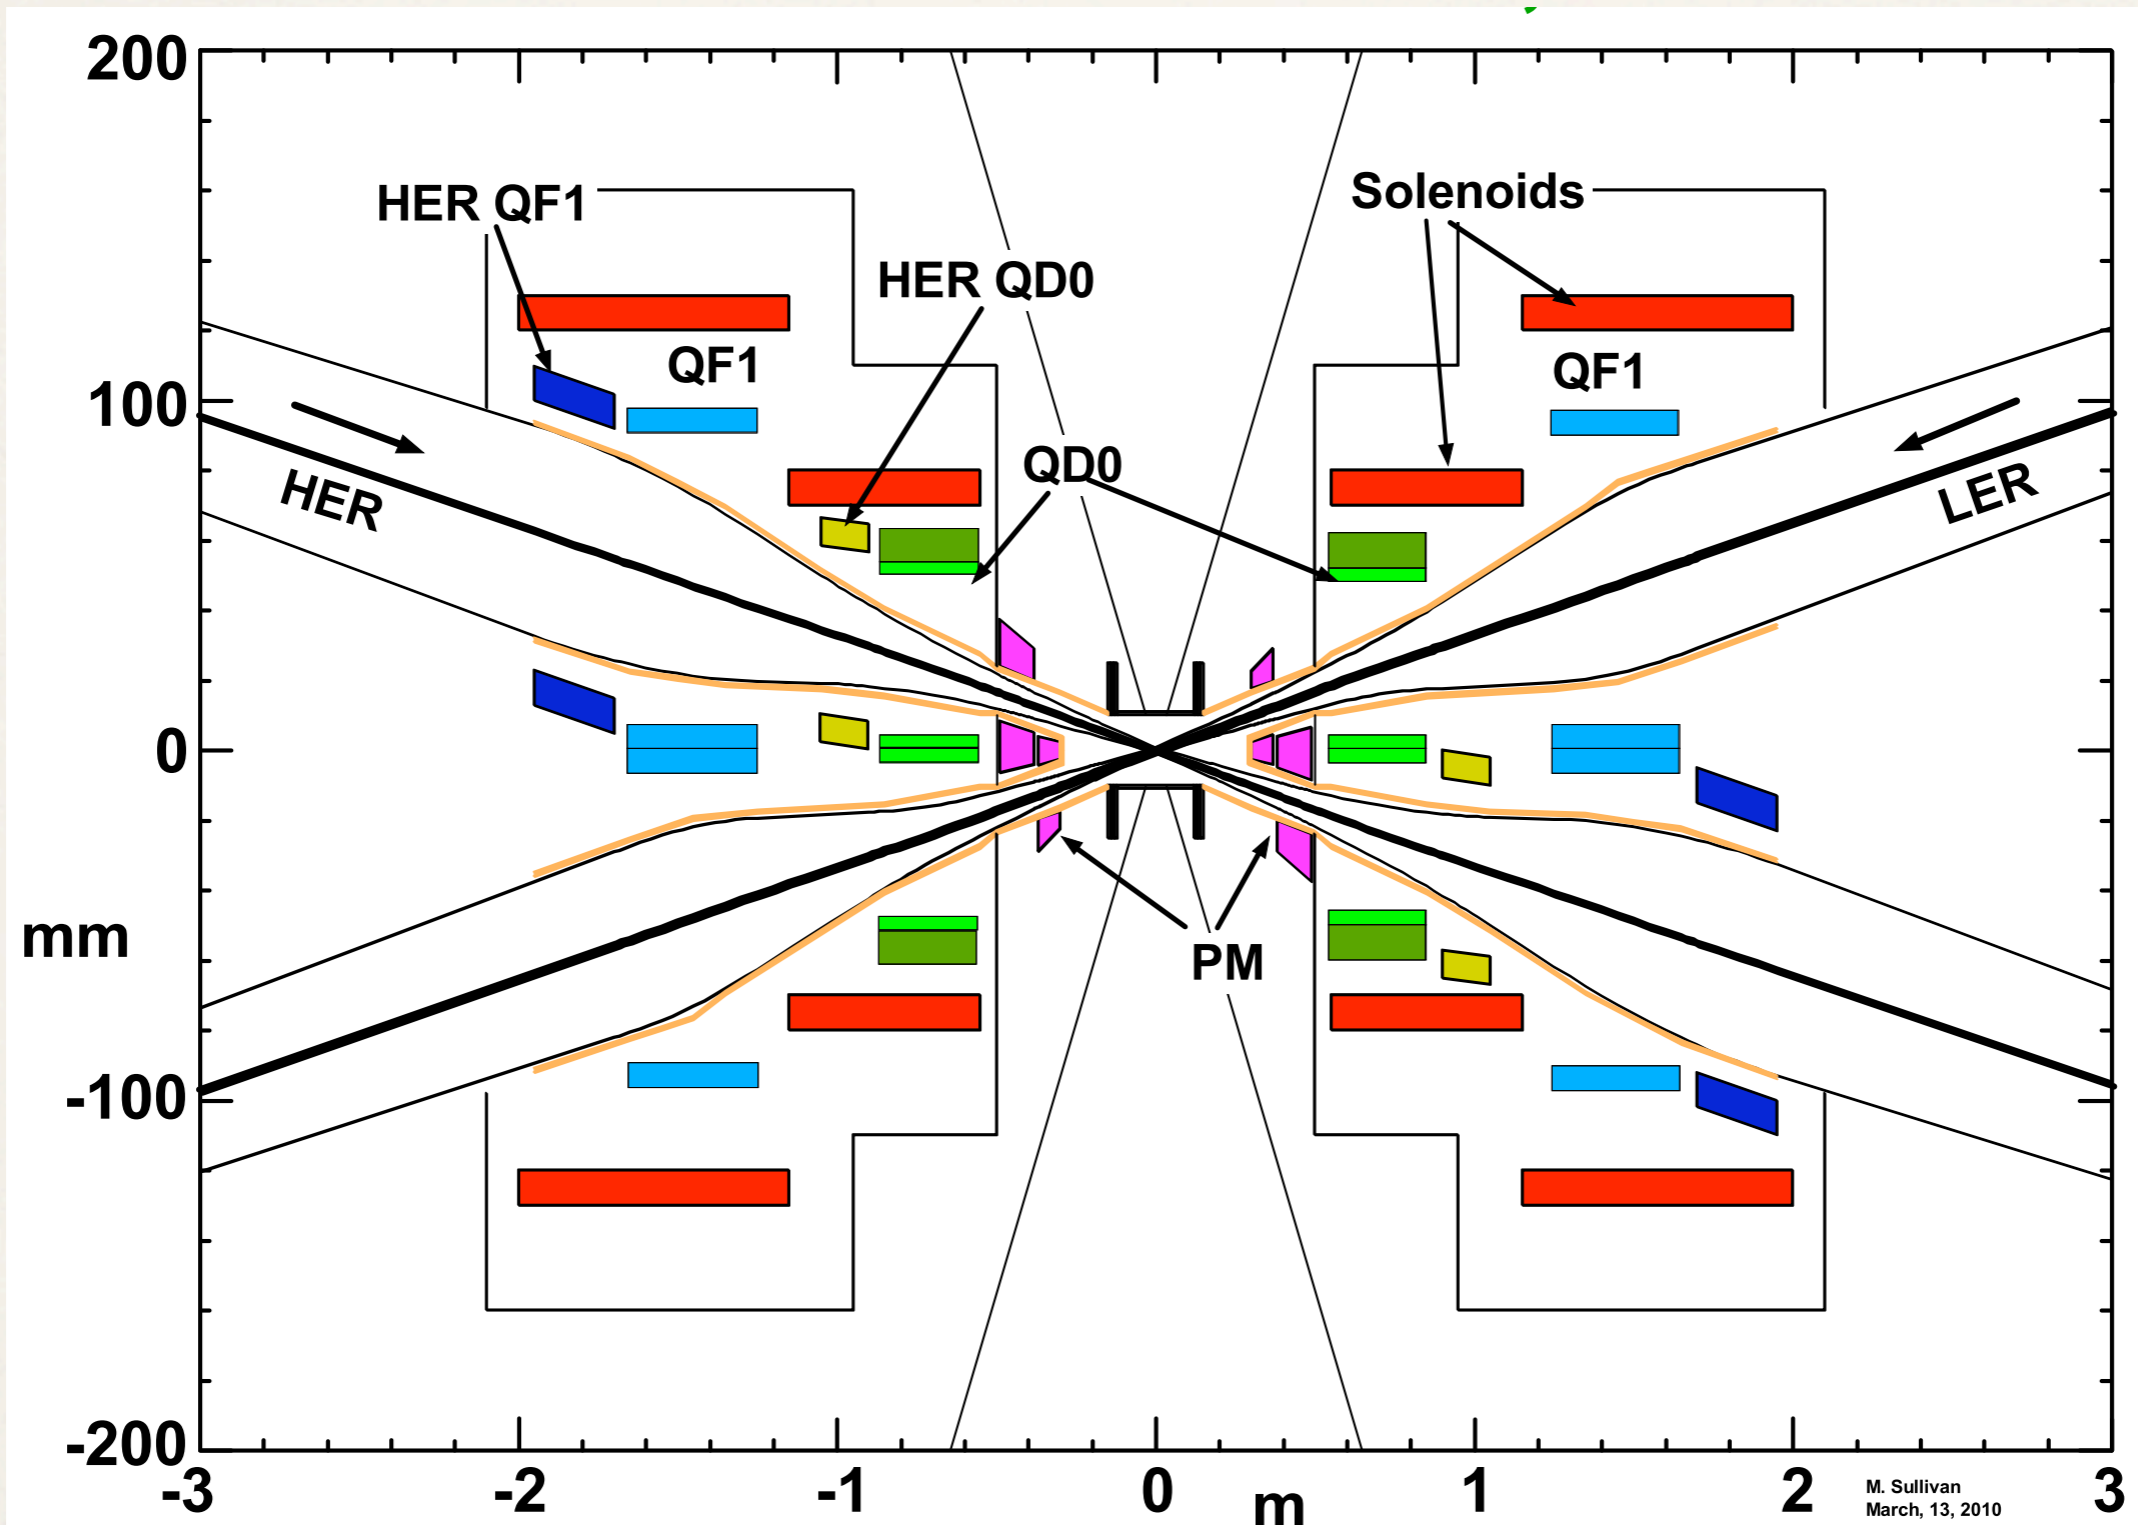 200
HER QF1
Solenoids
HER QD0
QF1
QF1
100
QD0
HER
LER
0
mm
PM
-100
-200
-3
-2
-1
0
1
2
3
m
M. Sullivan
March, 13, 2010